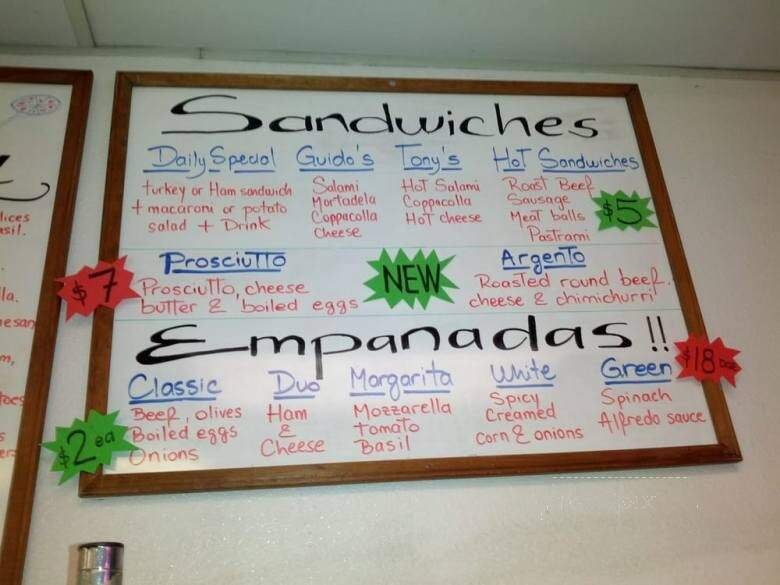 Sandwiches
Daily Special
turkey or Ham sandwich
+ macaroni or potato
salad + Drink
Guido's
Salami
Mortadela
Coppacolla
cheese
Tony's
Hot Salami
Coppacolla
Hot cheese
Hot Sandwiches
Roast Beef
Sausage
Meat balls
Pastrami
$5
$7
Prosciutto
Prosciutto, cheese
butter & boiled eggs
NEW
Argento
Roasted round beef.
cheese & chimichurri
Empanadas!!
Classic
Beef, olives
Boiled eggs
Onions
$2 ea
Duo
Ham
&
Cheese
Margarita
Mozzarella
tomato
Basil
White
Spicy
Creamed
corn & onions
Green
Spinach
Alfredo sauce
$18